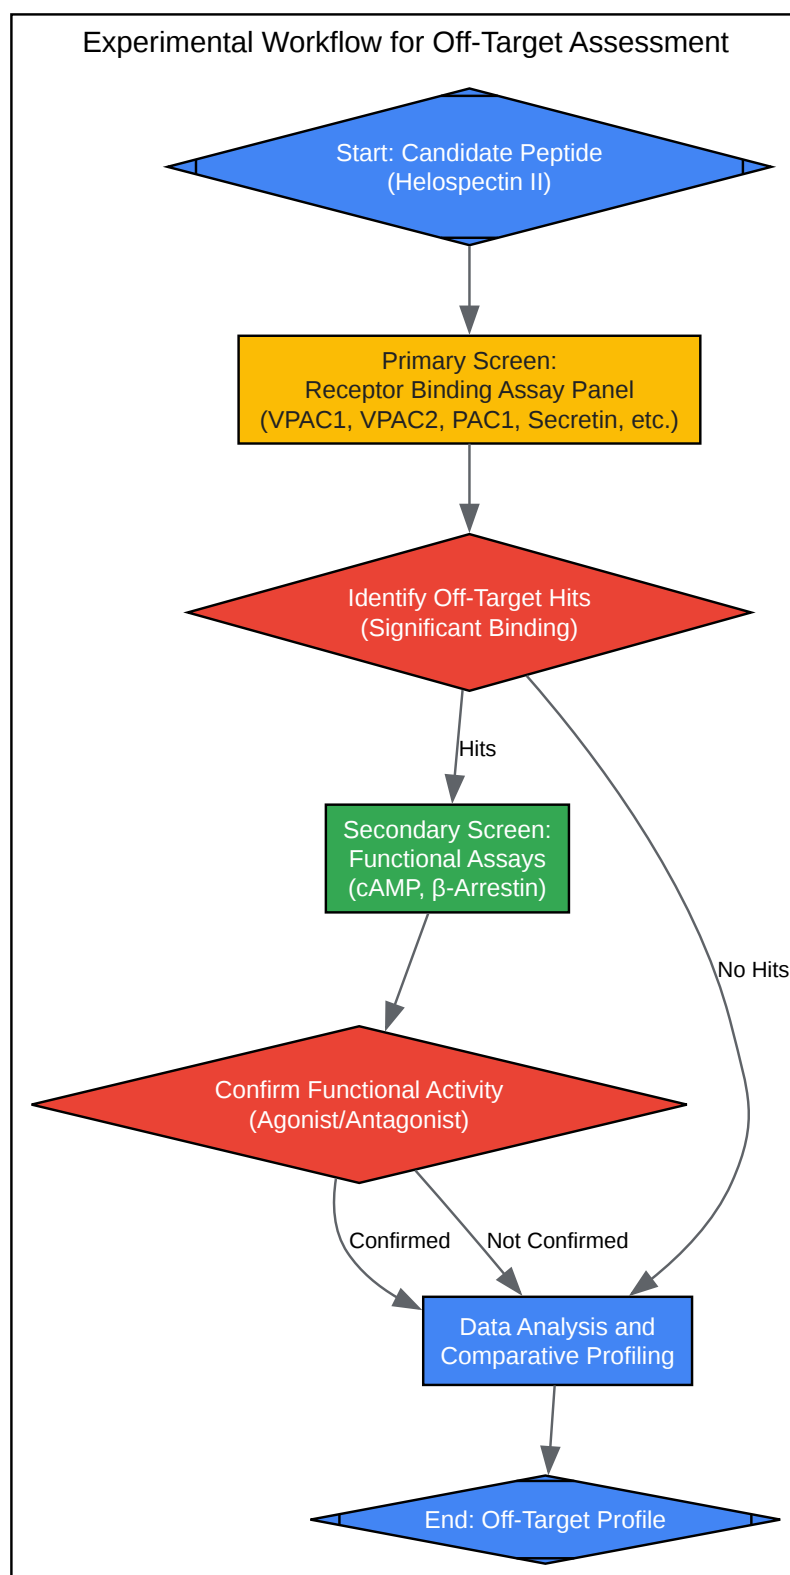 Experimental Workflow for Off-Target Assessment
Start: Candidate Peptide
(Helospectin II)
Primary Screen:
Receptor Binding Assay Panel
(VPAC1, VPAC2, PAC1, Secretin, etc.)
Identify Off-Target Hits
(Significant Binding)
Hits
Secondary Screen:
Functional Assays
(cAMP, β-Arrestin)
No Hits
Confirm Functional Activity
(Agonist/Antagonist)
Confirmed
Not Confirmed
Data Analysis and
Comparative Profiling
End: Off-Target Profile